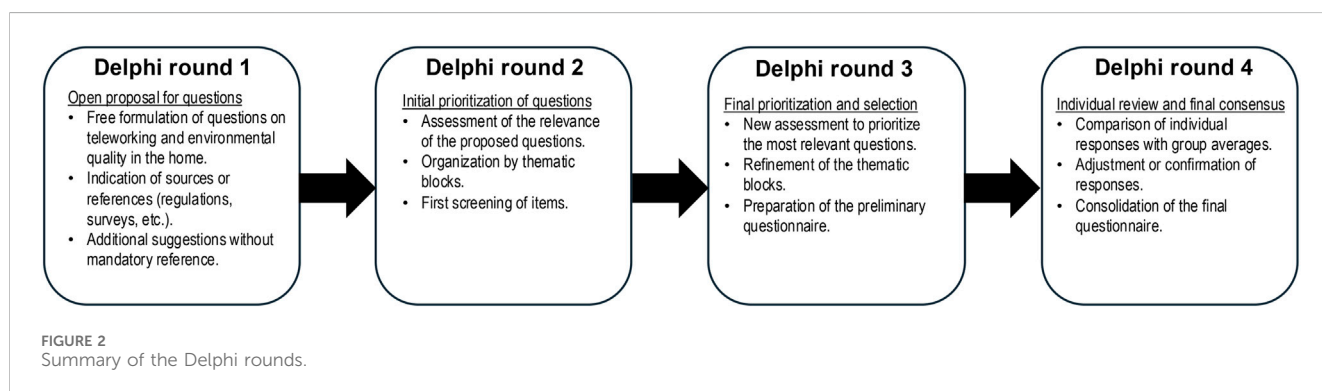 Delphi round 1
Open proposal for questions
• Free formulation of questions on
teleworking and environmental
quality in the home.
• Indication of sources or
references (regulations,
surveys, etc.).
• Additional suggestions without
mandatory reference.
Delphi round 2
Initial prioritization of questions
• Assessment of the relevance
of the proposed questions.
• Organization by thematic
blocks.
• First screening of items.
Delphi round 3
Final prioritization and selection
• New assessment to prioritize
the most relevant questions.
• Refinement of the thematic
blocks.
• Preparation of the preliminary
questionnaire.
Delphi round 4
Individual review and final consensus
• Comparison of individual
responses with group averages.
• Adjustment or confirmation of
responses.
• Consolidation of the final
questionnaire.
FIGURE 2
Summary of the Delphi rounds.